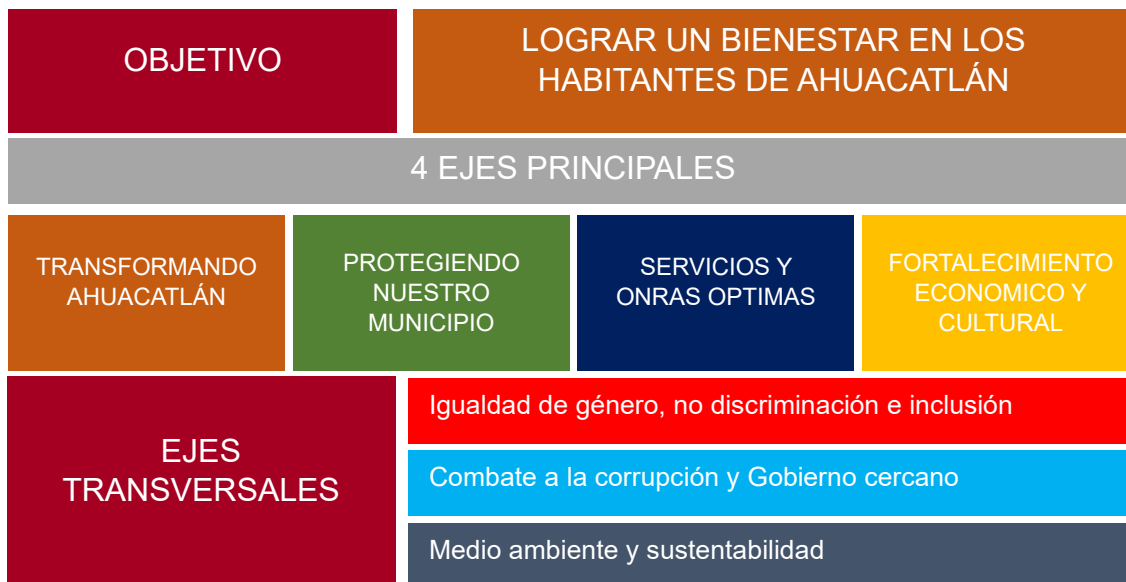 OBJETIVO
LOGRAR UN BIENESTAR EN LOS
HABITANTES DE AHUACATLÁN
4 EJES PRINCIPALES
TRANSFORMANDO
AHUACATLÁN
PROTEGIENDO
NUESTRO
MUNICIPIO
SERVICIOS Y
ONRAS OPTIMAS
FORTALECIMIENTO
ECONOMICO Y
CULTURAL
EJES
TRANSVERSALES
Igualdad de género, no discriminación e inclusión
Combate a la corrupción y Gobierno cercano
Medio ambiente y sustentabilidad